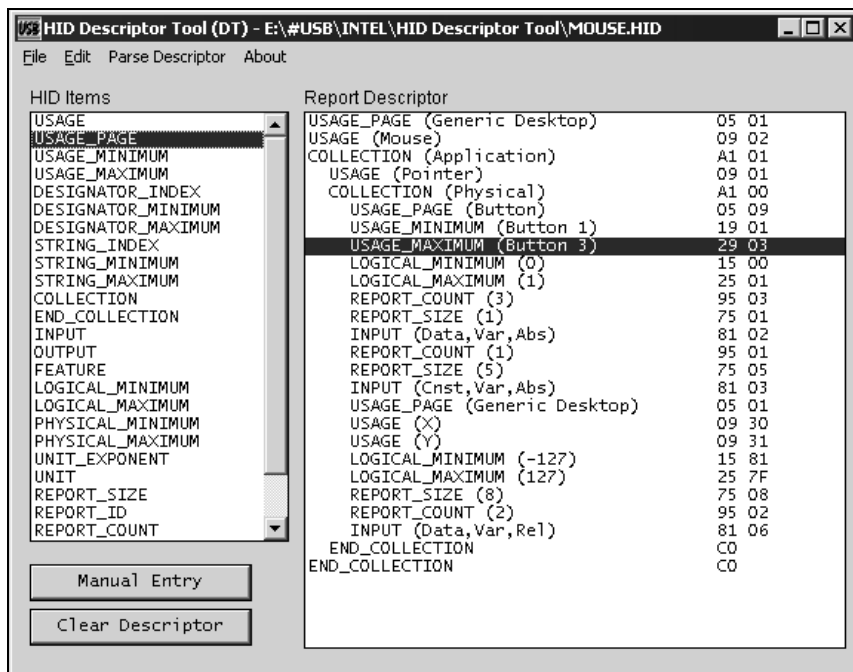 USB HID Descriptor Tool (DT) - E:\#USB\INTEL\HID Descriptor Tool\MOUSE.HID
File Edit Parse Descriptor About
HID Items
USAGE
USAGE_PAGE
USAGE_MINIMUM
USAGE_MAXIMUM
DESIGNATOR_INDEX
DESIGNATOR_MINIMUM
DESIGNATOR_MAXIMUM
STRING_INDEX
STRING_MINIMUM
STRING_MAXIMUM
COLLECTION
END_COLLECTION
INPUT
OUTPUT
FEATURE
LOGICAL_MINIMUM
LOGICAL_MAXIMUM
PHYSICAL_MINIMUM
PHYSICAL_MAXIMUM
UNIT_EXPONENT
UNIT
REPORT_SIZE
REPORT_ID
REPORT_COUNT
Manual Entry
Clear Descriptor
Report Descriptor
USAGE_PAGE (Generic Desktop) 05 01
USAGE (Mouse) 09 02
COLLECTION (Application) A1 01
USAGE (Pointer) 09 01
COLLECTION (Physical) A1 00
USAGE_PAGE (Button) 05 09
USAGE_MINIMUM (Button 1) 19 01
USAGE_MAXIMUM (Button 3) 29 03
LOGICAL_MINIMUM (0) 15 00
LOGICAL_MAXIMUM (1) 25 01
REPORT_COUNT (3) 95 03
REPORT_SIZE (1) 75 01
INPUT (Data,Var,Abs) 81 02
REPORT_COUNT (1) 95 01
REPORT_SIZE (5) 75 05
INPUT (Cnst,Var,Abs) 81 03
USAGE_PAGE (Generic Desktop) 05 01
USAGE (X) 09 30
USAGE (Y) 09 31
LOGICAL_MINIMUM (-127) 15 81
LOGICAL_MAXIMUM (127) 25 7F
REPORT_SIZE (8) 75 08
REPORT_COUNT (2) 95 02
INPUT (Data,Var,Rel) 81 06
END_COLLECTION C0
END_COLLECTION C0